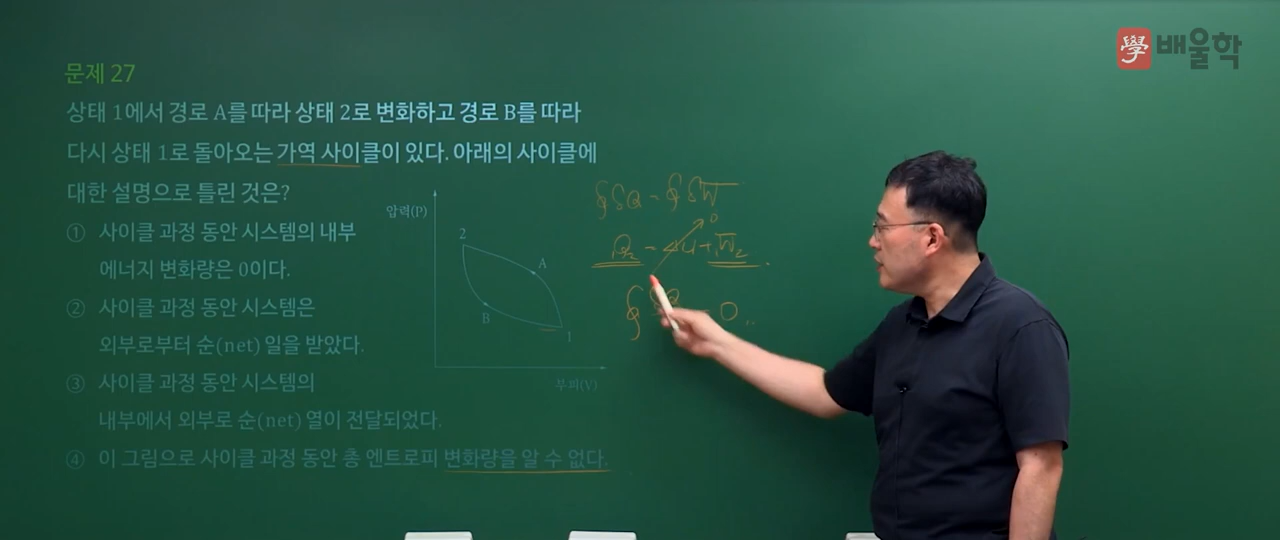 學 배울학
문제 27
상태 1에서 경로 A를 따라 상태 2로 변화하고 경로 B를 따라
다시 상태 1로 돌아오는 가역 사이클이 있다. 아래의 사이클에
대한 설명으로 틀린 것은?
① 사이클 과정 동안 시스템의 내부
에너지 변화량은 0이다.
② 사이클 과정 동안 시스템은
외부로부터 순(net) 일을 받았다.
③ 사이클 과정 동안 시스템의
내부에서 외부로 순(net) 열이 전달되었다.
④ 이 그림으로 사이클 과정 동안 총 엔트로피 변화량을 알 수 없다.
압력(P)
2
A
B
1
부피(V)
∮δQ = ∮δW
0
= 0